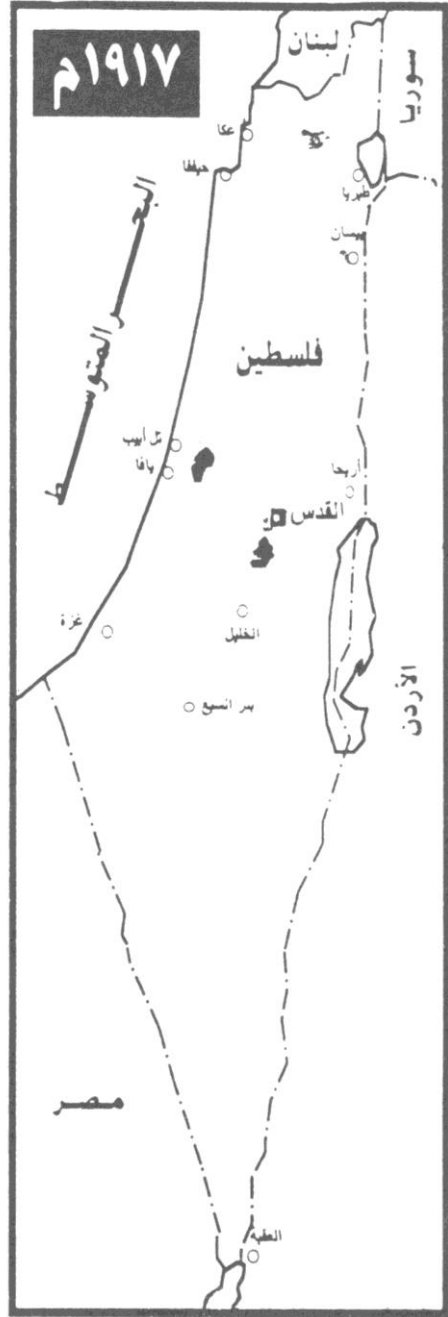 ١٩١٧م
لبنان
سوريا
عكا
حيفا
طبريا
بيسان
البحر المتوسط
فلسطين
تل أبيب
يافا
أريحا
القدس
غزة
الخليل
بئر السبع
الأردن
مصر
العقبة